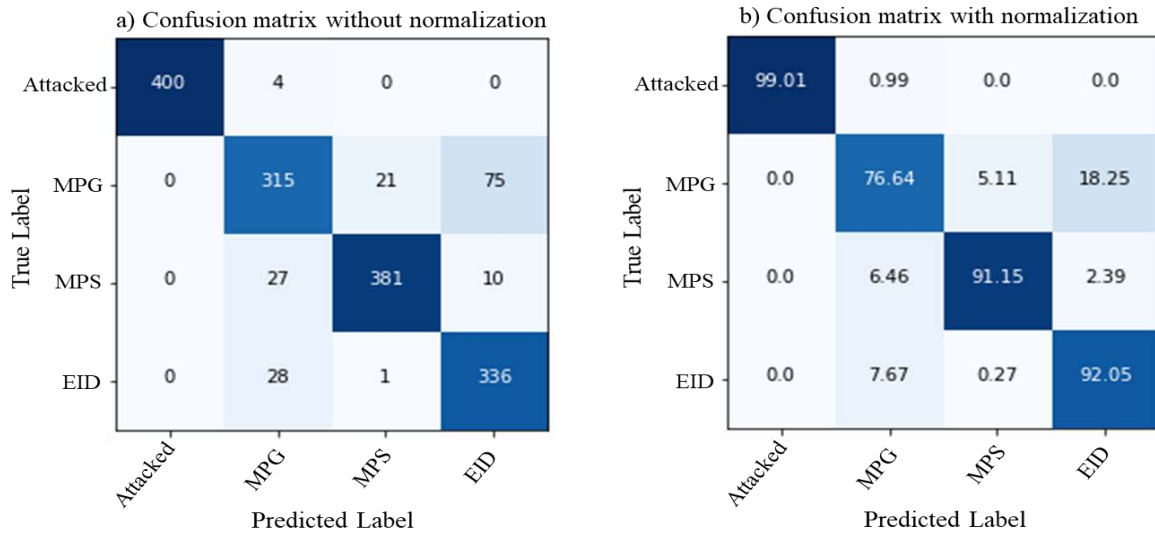 a) Confusion matrix without normalization
Attacked 400 4 0 0
MPG 0 315 21 75
MPS 0 27 381 10
EID 0 28 1 336
True Label
Attacked MPG MPS EID
Predicted Label
b) Confusion matrix with normalization
Attacked 99.01 0.99 0.0 0.0
MPG 0.0 76.64 5.11 18.25
MPS 0.0 6.46 91.15 2.39
EID 0.0 7.67 0.27 92.05
True Label
Attacked MPG MPS EID
Predicted Label